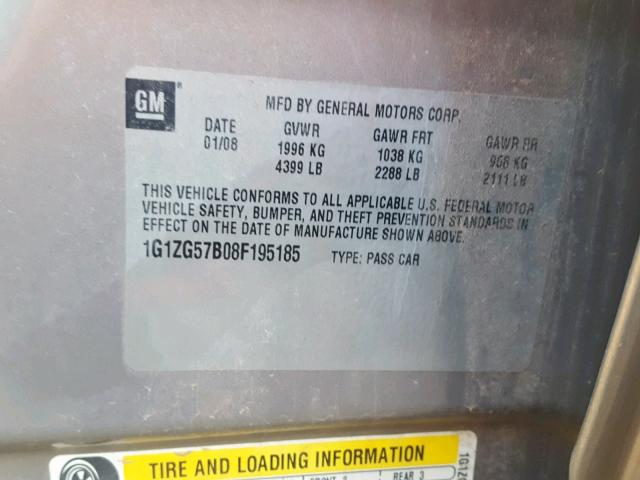 GM
MFD BY GENERAL MOTORS CORP.
DATE GVWR GAWR FRT GAWR RR
01/08 1996 KG 1038 KG 958 KG
4399 LB 2288 LB 2111 LB
THIS VEHICLE CONFORMS TO ALL APPLICABLE U.S. FEDERAL MOTOR
VEHICLE SAFETY, BUMPER, AND THEFT PREVENTION STANDARDS IN
EFFECT ON THE DATE OF MANUFACTURE SHOWN ABOVE.
1G1ZG57B08F195185 TYPE: PASS CAR
TIRE AND LOADING INFORMATION
REAR 3